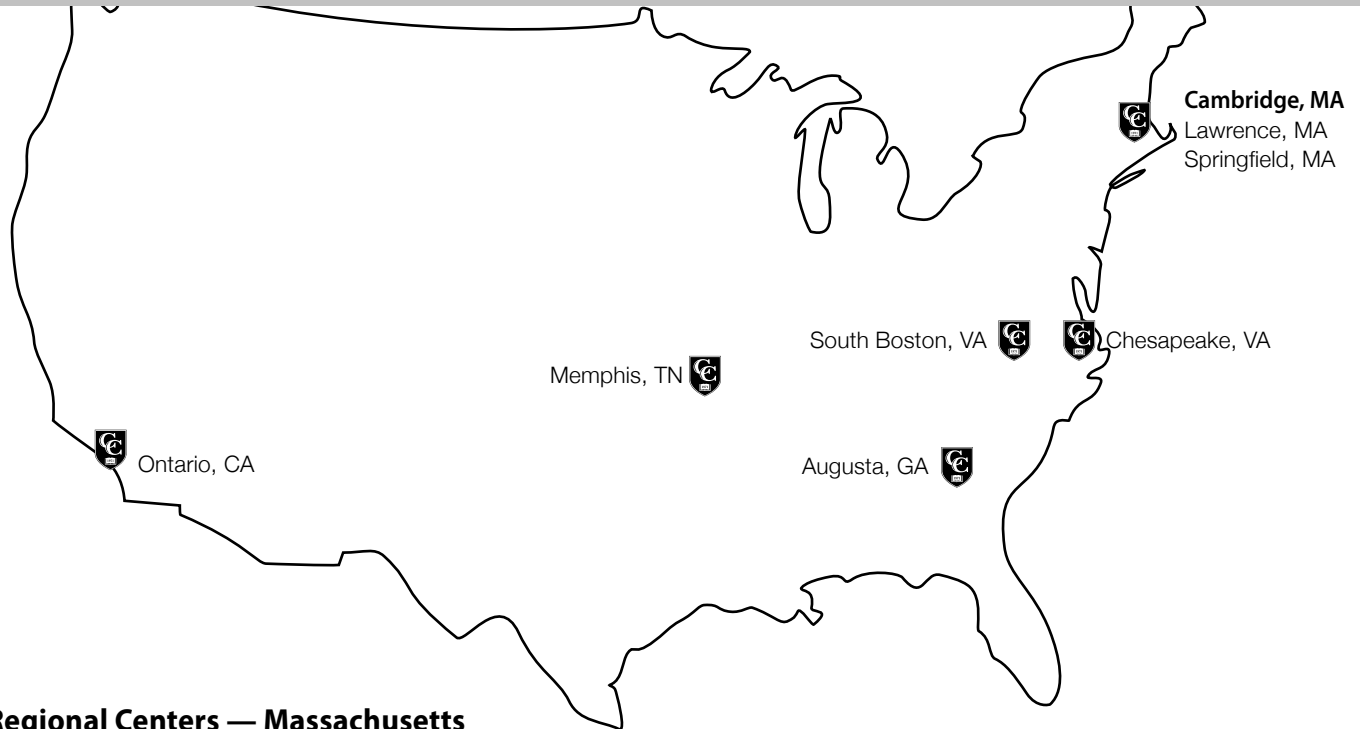 Cambridge, MA
Lawrence, MA
Springfield, MA
South Boston, VA
Chesapeake, VA
Memphis, TN
Ontario, CA
Augusta, GA
Regional Centers — Massachusetts